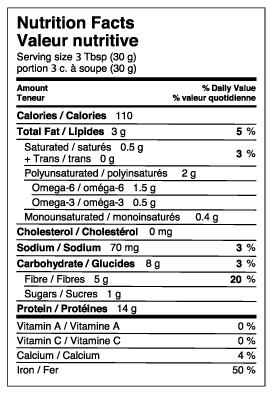 Nutrition Facts
Valeur nutritive
Serving size 3 Tbsp (30 g)
portion 3 c. à soupe (30 g)
Amount % Daily Value
Teneur % valeur quotidienne
Calories / Calories 110
Total Fat / Lipides 3 g 5 %
Saturated / saturés 0.5 g
+ Trans / trans 0 g 3 %
Polyunsaturated / polyinsaturés 2 g
Omega-6 / oméga-6 1.5 g
Omega-3 / oméga-3 0.5 g
Monounsaturated / monoinsaturés 0.4 g
Cholesterol / Cholestérol 0 mg
Sodium / Sodium 70 mg 3 %
Carbohydrate / Glucides 8 g 3 %
Fibre / Fibres 5 g 20 %
Sugars / Sucres 1 g
Protein / Protéines 14 g
Vitamin A / Vitamine A 0 %
Vitamin C / Vitamine C 0 %
Calcium / Calcium 4 %
Iron / Fer 50 %